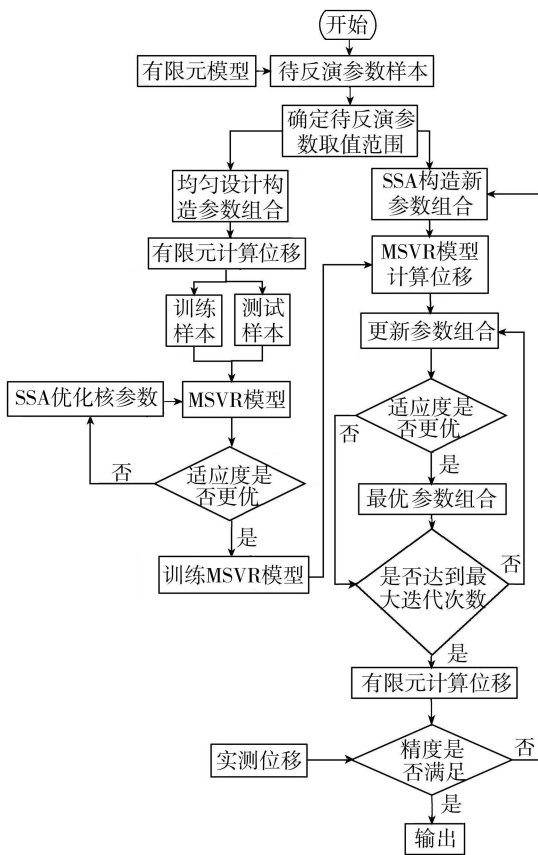 开始
有限元模型
待反演参数样本
确定待反演参
数取值范围
均匀设计构
造参数组合
SSA构造新
参数组合
有限元计算位移
MSVR模型
计算位移
训练
样本
测试
样本
更新参数组合
SSA优化核参数
MSVR模型
适应度是
否更优
否
是
最优参数组合
否
适应度是
否更优
是
训练MSVR模型
是否达到最
大迭代次数
否
是
有限元计算位移
实测位移
精度是
否满足
否
是
输出